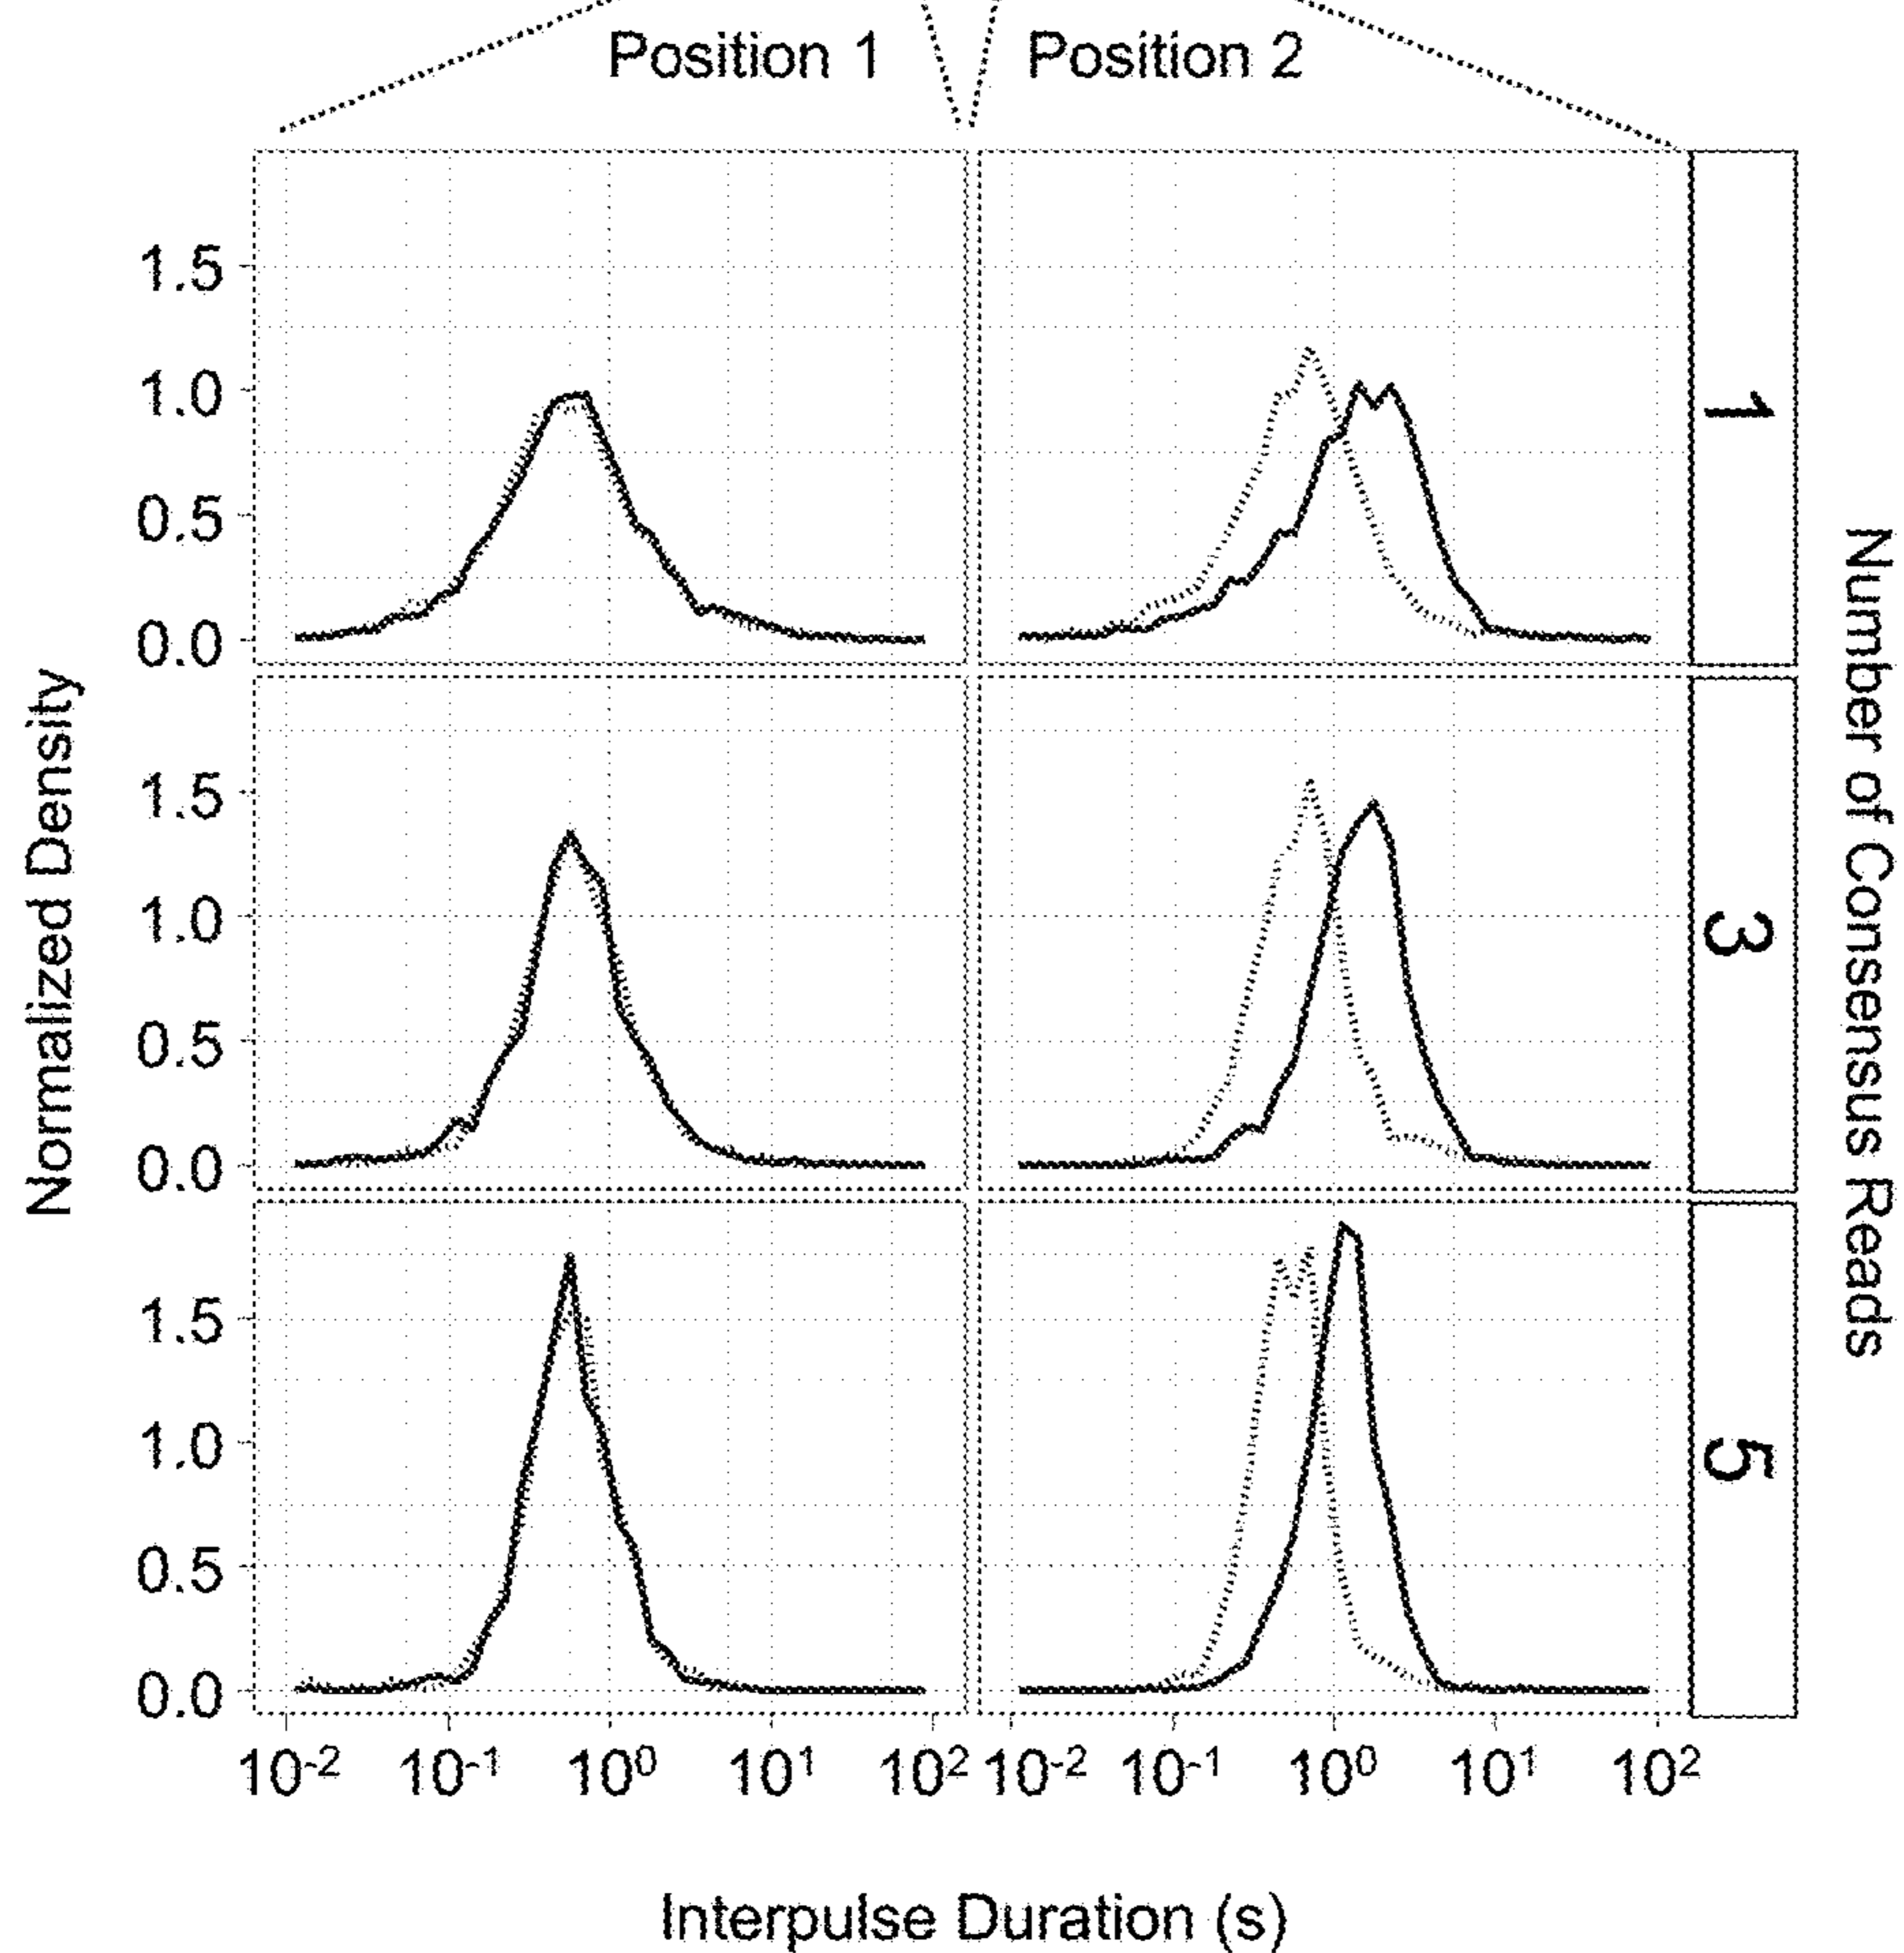 Position 1
Position 2
Normalized Density
1.5
1.0
0.5
0.0
1
1.5
1.0
0.5
0.0
3
1.5
1.0
0.5
0.0
5
Number of Consensus Reads
10-2 10-1 100 101 102
10-2 10-1 100 101 102
Interpulse Duration (s)